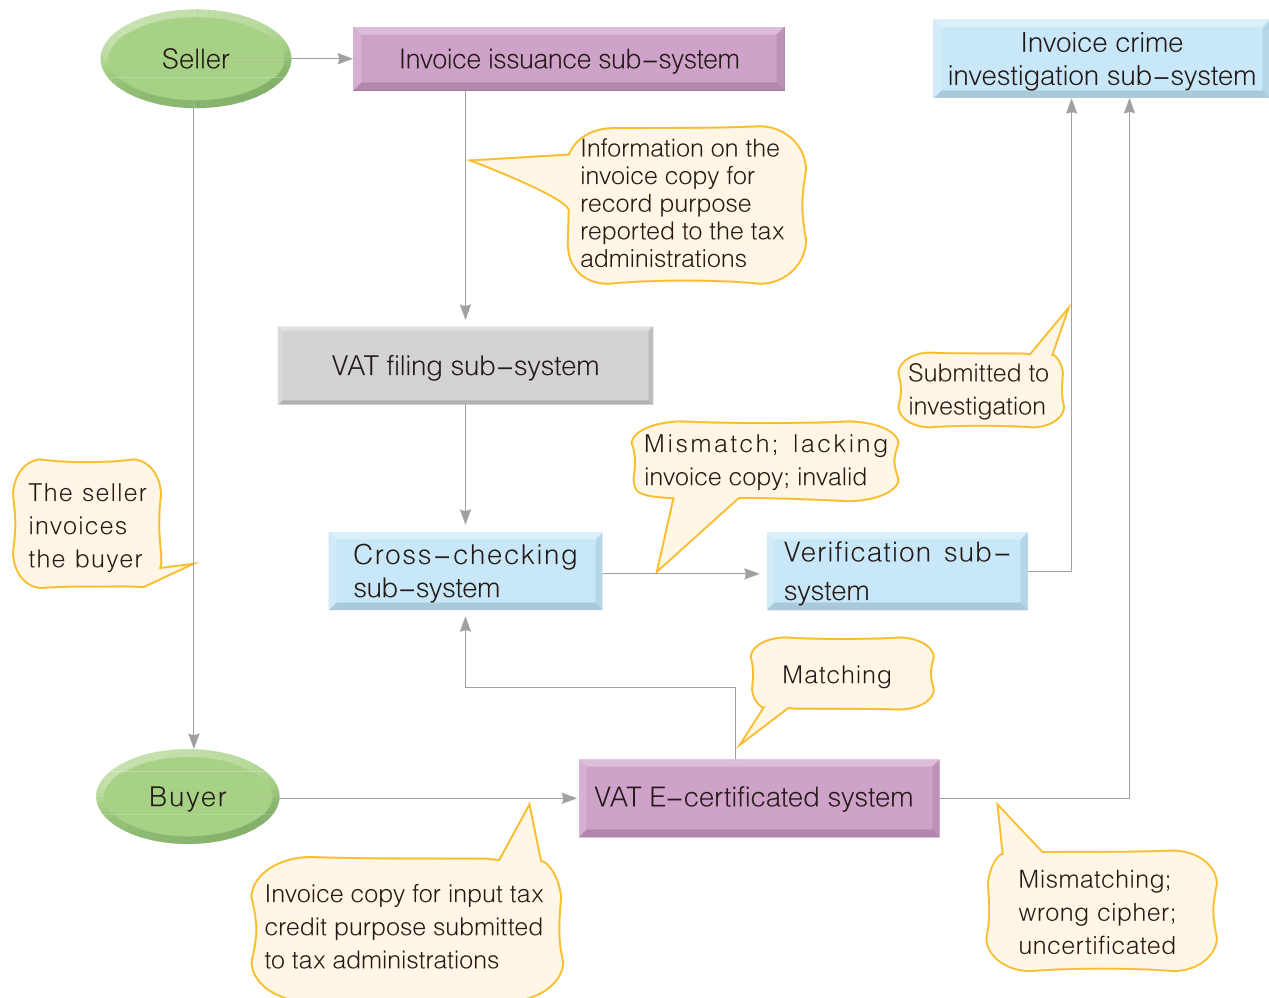 Seller
Invoice issuance sub-system
Invoice crime
investigation sub-system
Information on the
invoice copy for
record purpose
reported to the tax
administrations
VAT filing sub-system
Submitted to
investigation
Mismatch; lacking
invoice copy; invalid
The seller
invoices
the buyer
Cross-checking
sub-system
Verification sub-
system
Matching
Buyer
VAT E-certificated system
Invoice copy for input tax
credit purpose submitted
to tax administrations
Mismatching;
wrong cipher;
uncertificated